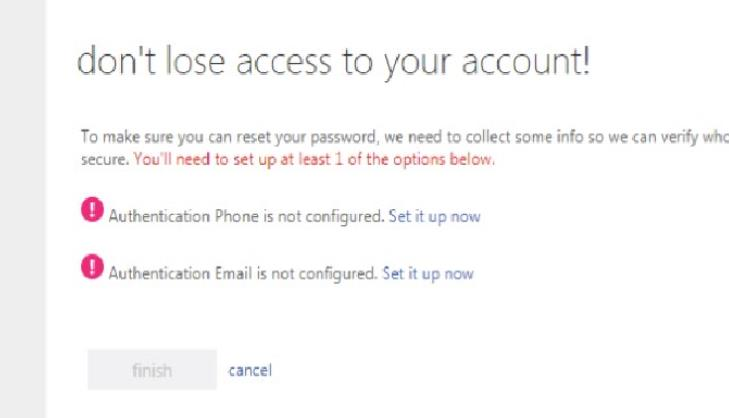 don't lose access to your account!
To make sure you can reset your password, we need to collect some info so we can verify who
secure. You'll need to set up at least 1 of the options below.
! Authentication Phone is not configured. Set it up now
! Authentication Email is not configured. Set it up now
finish cancel